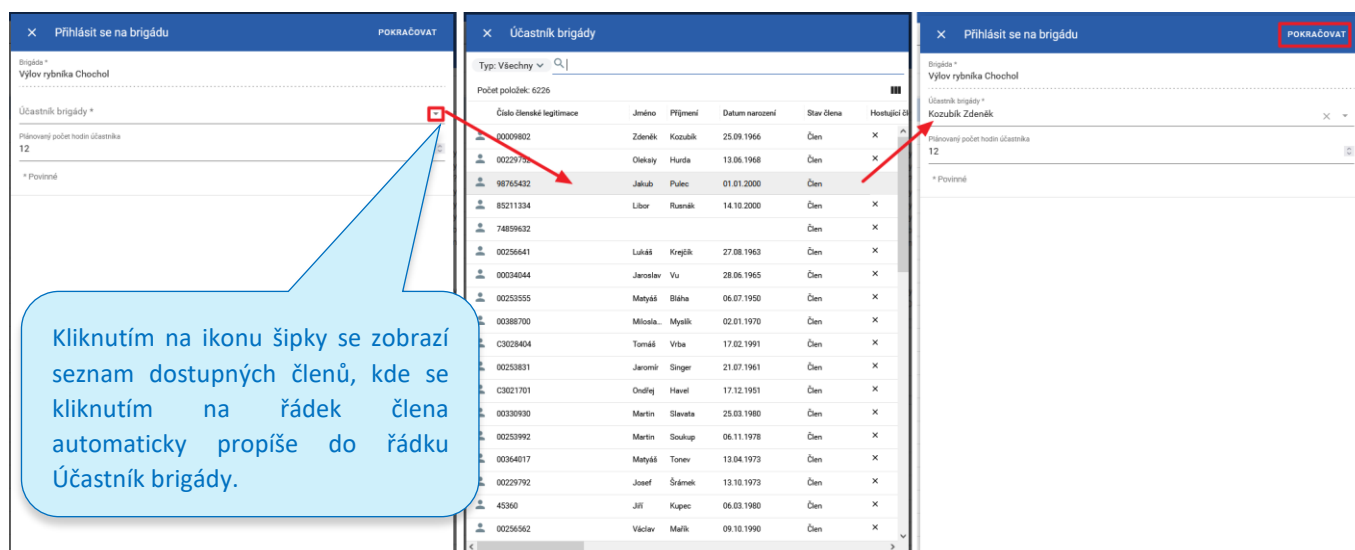 × Přihlásit se na brigádu POKRAČOVAT
Brigáda *
Výlov rybníka Chochol
Účastník brigády *
Plánovaný počet hodin účastníka
12
* Povinné
Kliknutím na ikonu šipky se zobrazí
seznam dostupných členů, kde se
kliknutím na řádek člena
automaticky propíše do řádku
Účastník brigády.
× Účastník brigády
Typ: Všechny
Počet položek: 6226
Číslo členské legitimace Jméno Příjmení Datum narození Stav člena Hostující čl
00009802 Zdeněk Kozubík 25.09.1966 Člen ×
00229752 Oleksiy Hurda 13.06.1968 Člen ×
98765432 Jakub Pulec 01.01.2000 Člen
85211334 Libor Rusnák 14.10.2000 Člen ×
74859632 Člen ×
00256641 Lukáš Krejčík 27.08.1963 Člen ×
00034044 Jaroslav Vu 28.06.1965 Člen ×
00253555 Matyáš Bláha 06.07.1950 Člen ×
00388700 Milosla... Myslík 02.01.1970 Člen ×
C3028404 Tomáš Vrba 17.02.1991 Člen ×
00253831 Jaromír Singer 21.07.1961 Člen ×
C3021701 Ondřej Havel 17.12.1951 Člen ×
00330930 Martin Slavata 25.03.1980 Člen ×
00253992 Martin Soukup 06.11.1978 Člen ×
00364017 Matyáš Tonev 13.04.1973 Člen ×
00229792 Josef Šrámek 13.10.1973 Člen ×
45360 Jiří Kupec 06.03.1980 Člen ×
00256562 Václav Mařík 09.10.1990 Člen ×
× Přihlásit se na brigádu POKRAČOVAT
Brigáda *
Výlov rybníka Chochol
Účastník brigády *
Kozubík Zdeněk ×
Plánovaný počet hodin účastníka
12
* Povinné